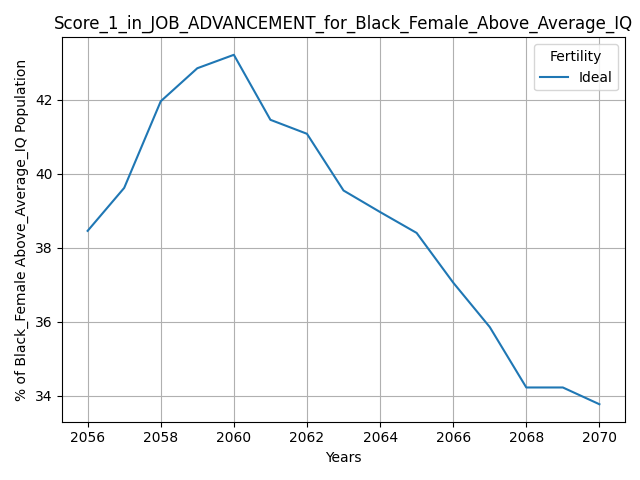 Score_1_in_JOB_ADVANCEMENT_for_Black_Female_Above_Average_IQ
% of Black_Female Above_Average_IQ Population
42
40
38
36
34
Fertility
Ideal
2056 2058 2060 2062 2064 2066 2068 2070
Years